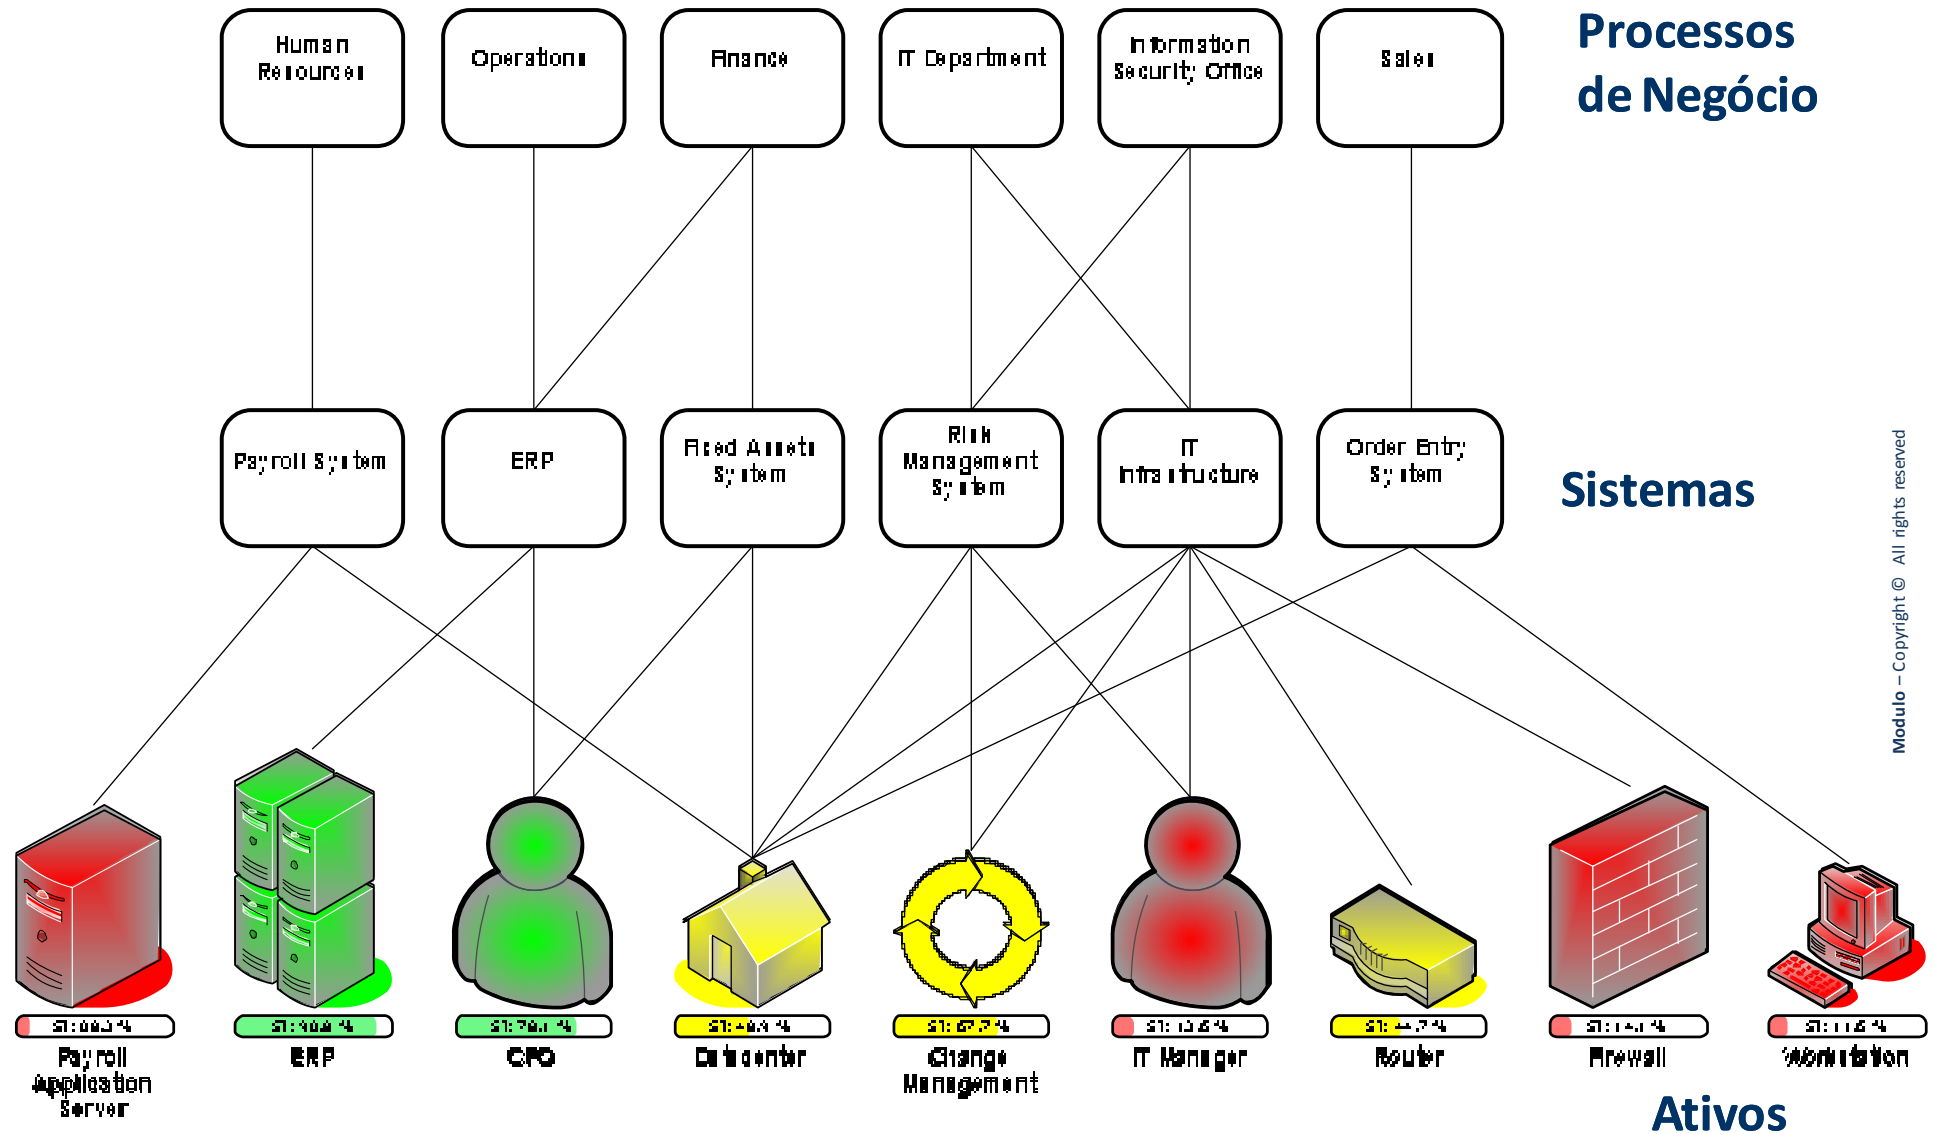 Human
Resources
Operations
Finance
IT Department
Information
Security Office
Sales
Processos
de Negócio
Payroll System
ERP
Fixed Assets
System
Risk
Management
System
IT
Infrastructure
Order Entry
System
Sistemas
Modulo – Copyright © All rights reserved
Payroll
Application
Server
ERP
CFO
Datacenter
Change
Management
IT Manager
Router
Firewall
Workstation
Ativos